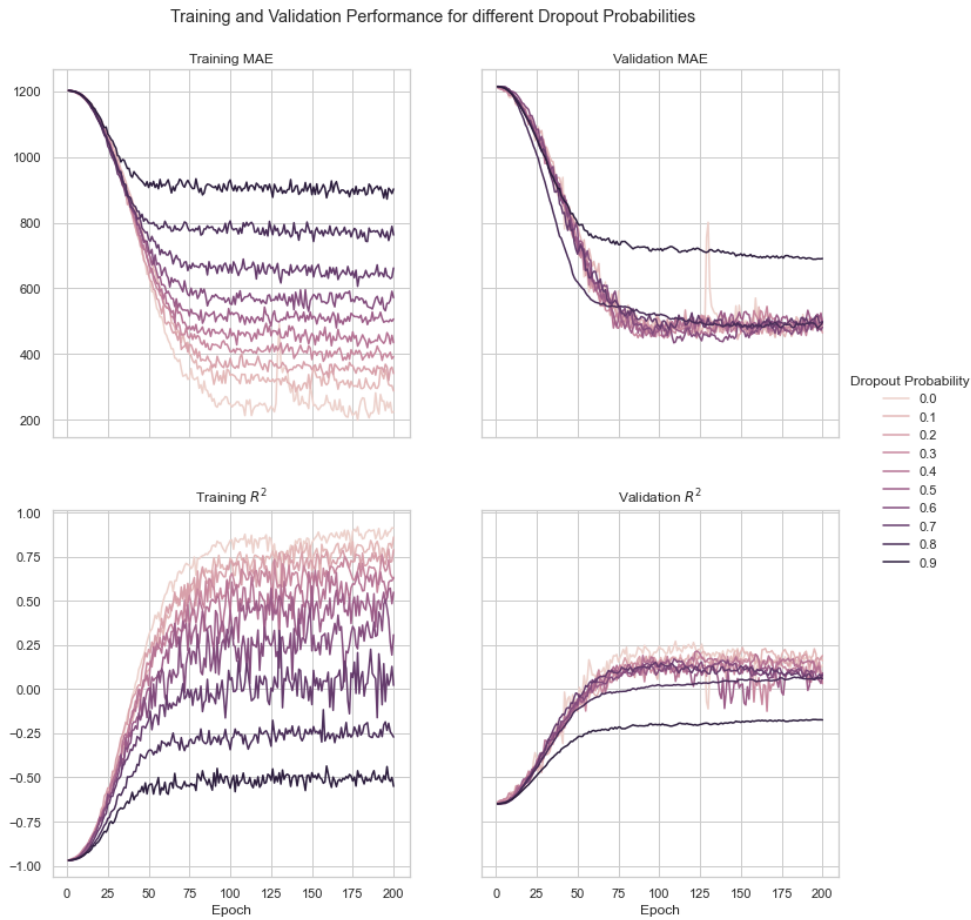 Training and Validation Performance for different Dropout Probabilities
Training MAE
Validation MAE
1200
1000
800
600
400
200
Dropout Probability
0.0
0.1
0.2
0.3
0.4
0.5
0.6
0.7
0.8
0.9
Training R²
Validation R²
1.00
0.75
0.50
0.25
0.00
−0.25
−0.50
−0.75
−1.00
0 25 50 75 100 125 150 175 200
0 25 50 75 100 125 150 175 200
Epoch
Epoch